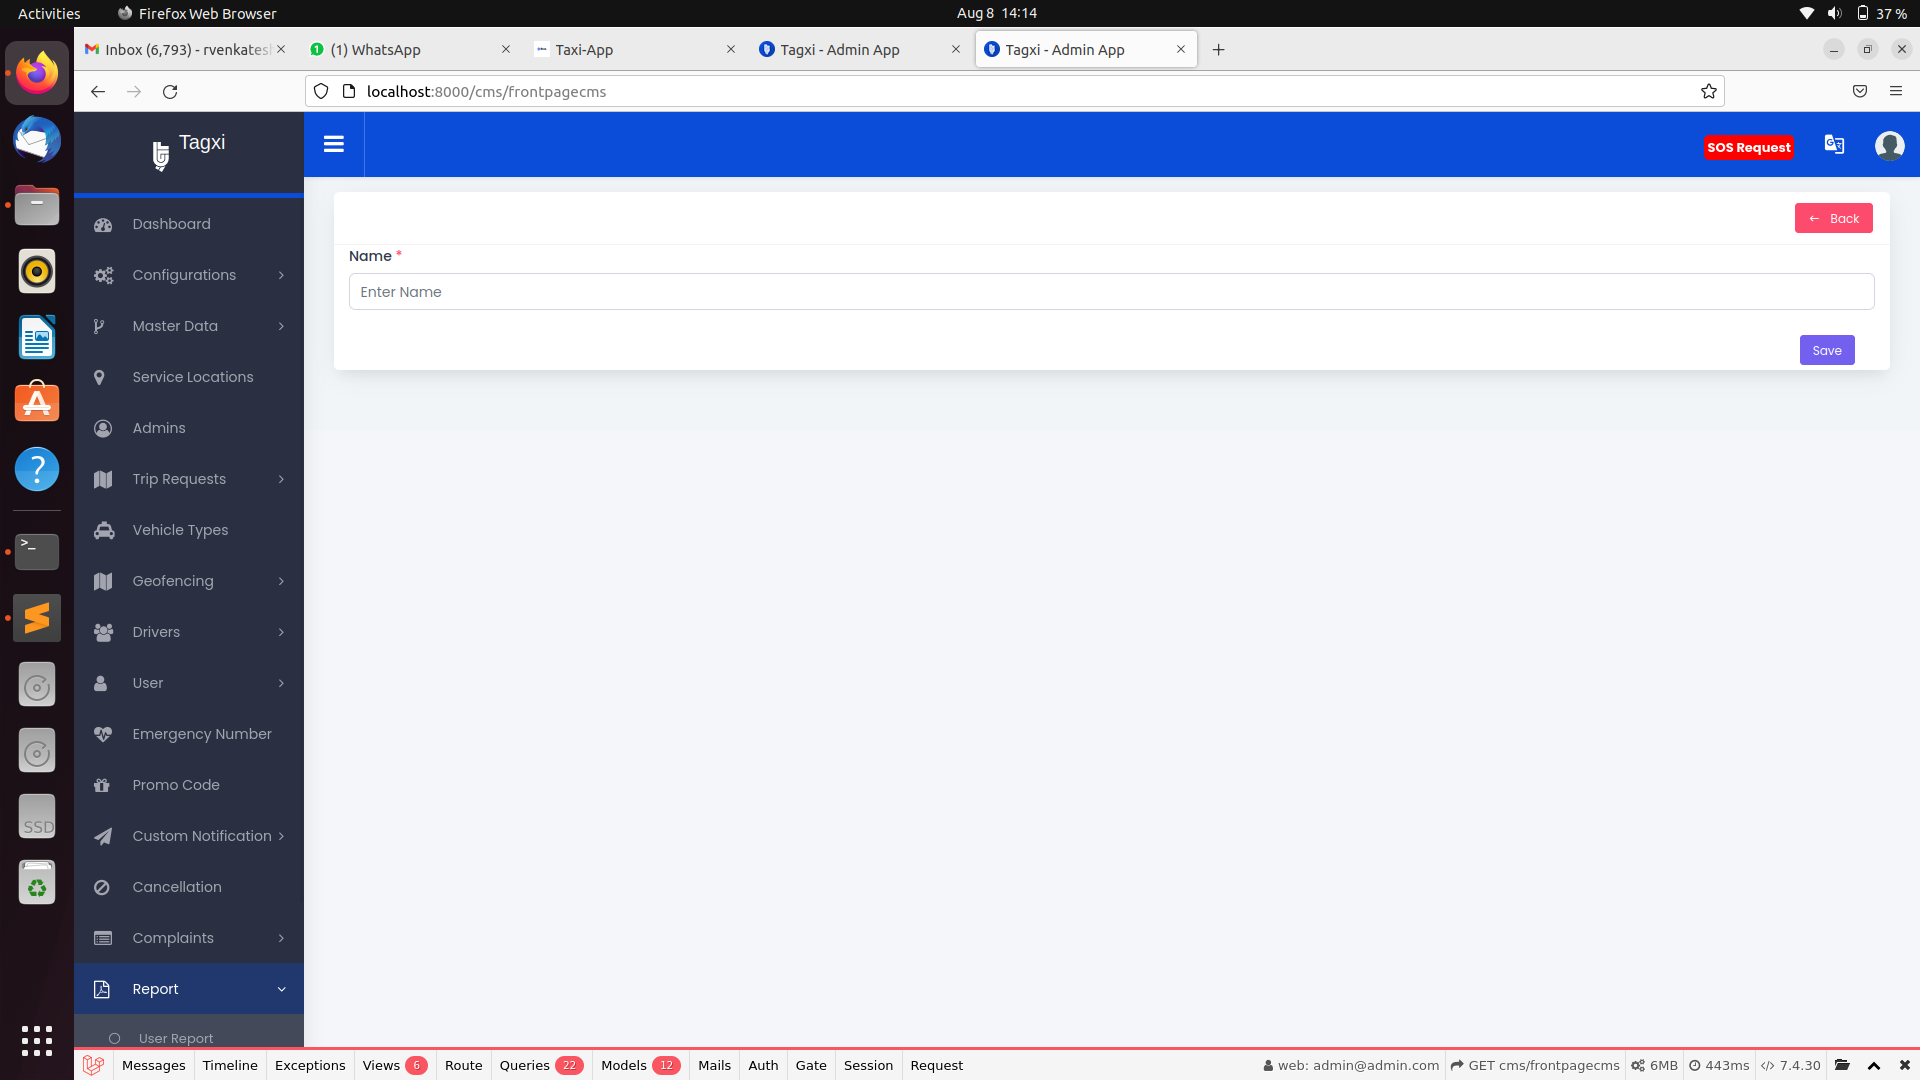 Activities
Firefox Web Browser
Aug 8 14:14
37 %
Inbox (6,793) - rvenkates
(1) WhatsApp
Taxi-App
Tagxi - Admin App
Tagxi - Admin App
localhost:8000/cms/frontpagecms
Tagxi
SOS Request
Back
Name *
Enter Name
Save
Dashboard
Configurations
Master Data
Service Locations
Admins
Trip Requests
Vehicle Types
Geofencing
Drivers
User
Emergency Number
Promo Code
Custom Notification
Cancellation
Complaints
Report
User Report
SSD
Messages
Timeline
Exceptions
Views 6
Route
Queries 22
Models 12
Mails
Auth
Gate
Session
Request
web: admin@admin.com
GET cms/frontpagecms
6MB
443ms
7.4.30